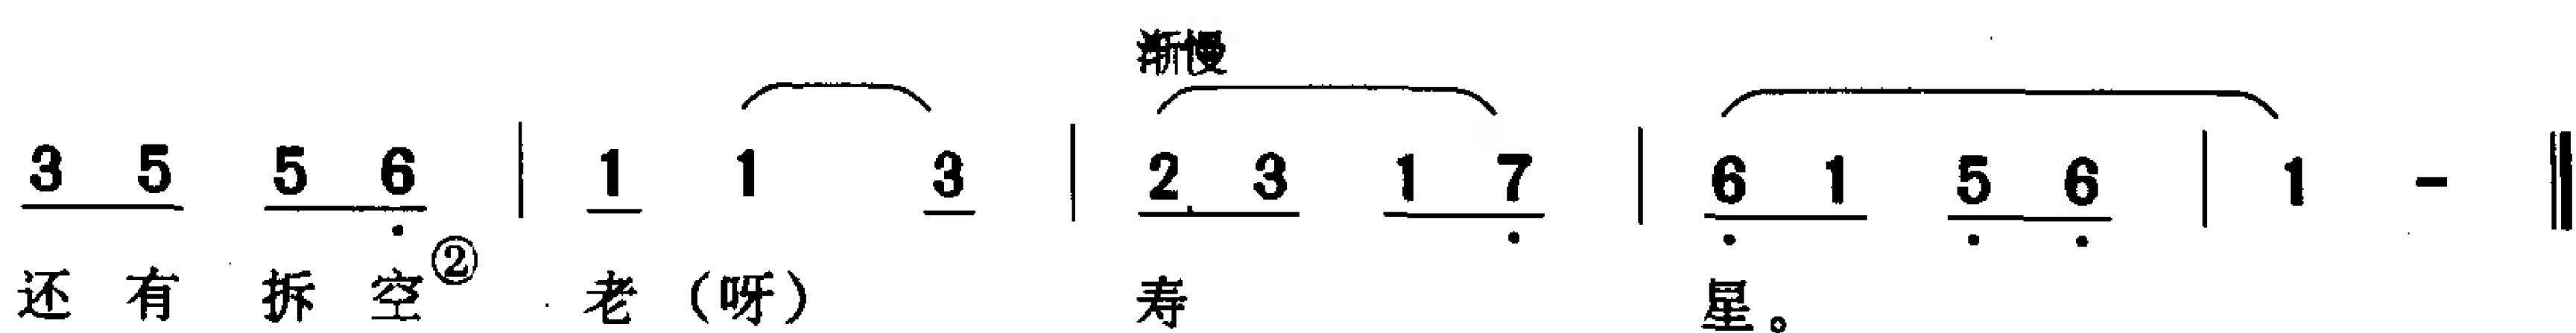 渐慢
3 5 5 6 | 1 1 3 | 2 3 1 7 | 6 1 5 6 | 1 - ‖
还有拆空② 老（呀） 寿 星。